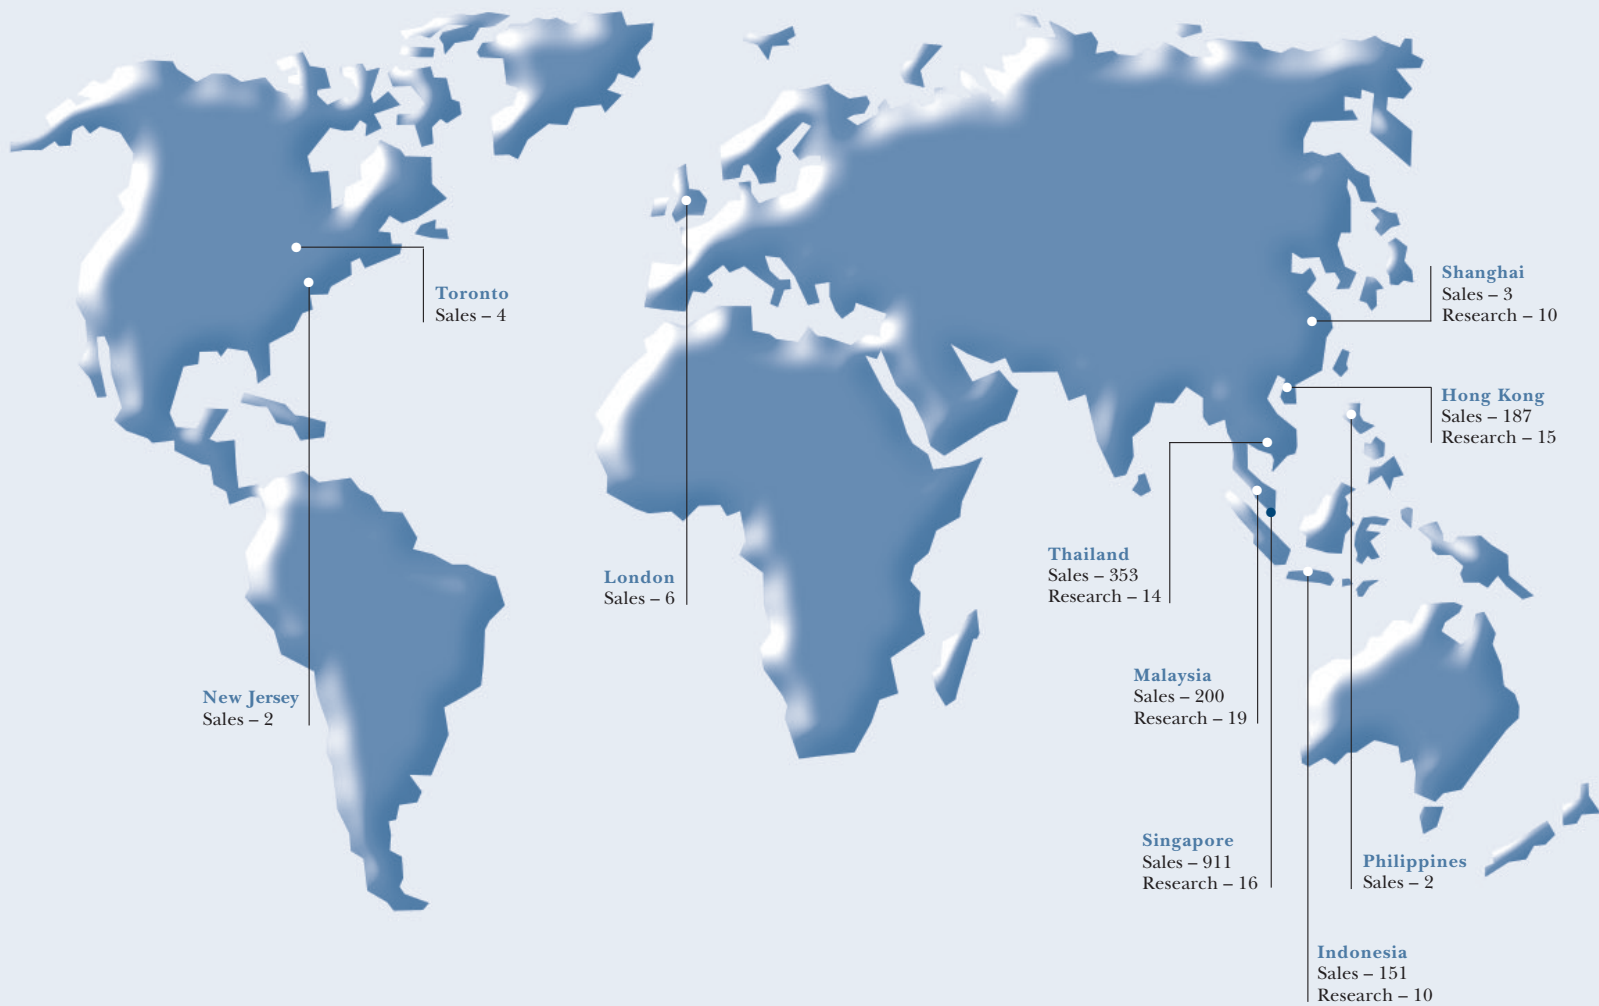 Toronto
Sales – 4
New Jersey
Sales – 2
London
Sales – 6
Shanghai
Sales – 3
Research – 10
Hong Kong
Sales – 187
Research – 15
Thailand
Sales – 353
Research – 14
Malaysia
Sales – 200
Research – 19
Singapore
Sales – 911
Research – 16
Philippines
Sales – 2
Indonesia
Sales – 151
Research – 10